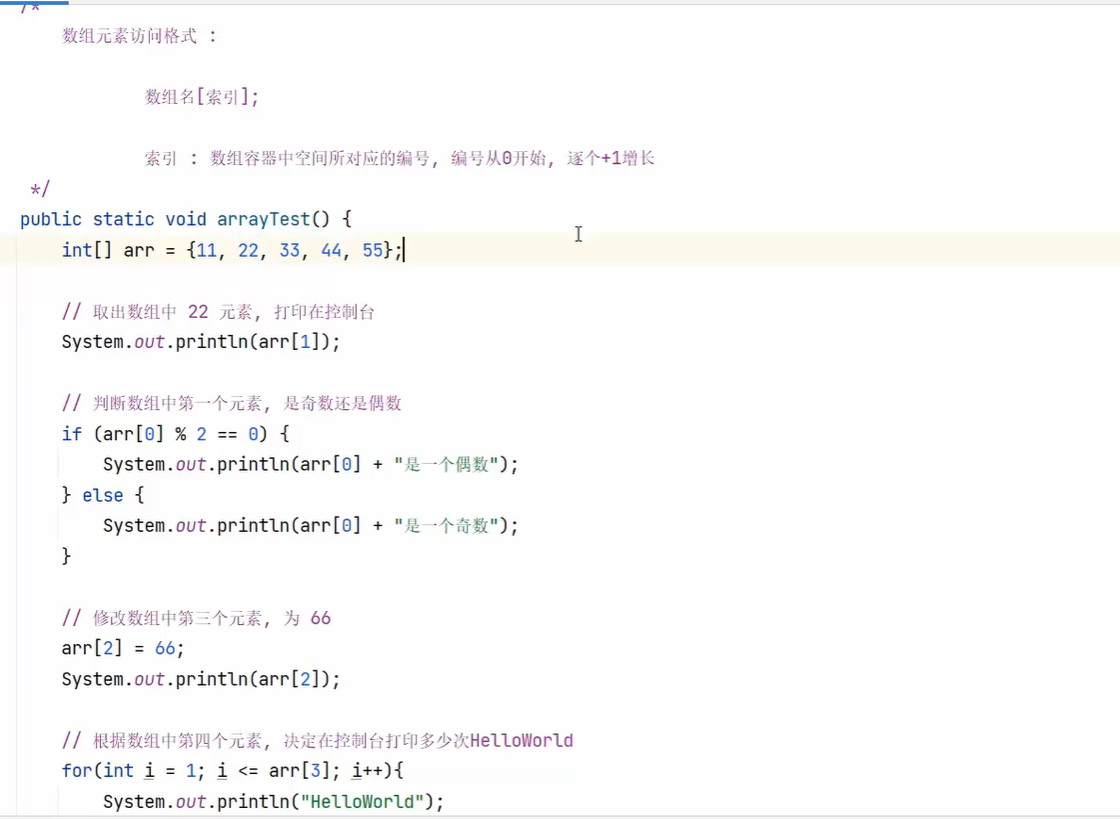 /*
数组元素访问格式 :
数组名[索引];
索引 : 数组容器中空间所对应的编号, 编号从0开始, 逐个+1增长
*/
public static void arrayTest() {
int[] arr = {11, 22, 33, 44, 55};
// 取出数组中 22 元素, 打印在控制台
System.out.println(arr[1]);
// 判断数组中第一个元素, 是奇数还是偶数
if (arr[0] % 2 == 0) {
System.out.println(arr[0] + "是一个偶数");
} else {
System.out.println(arr[0] + "是一个奇数");
}
// 修改数组中第三个元素, 为 66
arr[2] = 66;
System.out.println(arr[2]);
// 根据数组中第四个元素, 决定在控制台打印多少次HelloWorld
for(int i = 1; i <= arr[3]; i++){
System.out.println("HelloWorld");